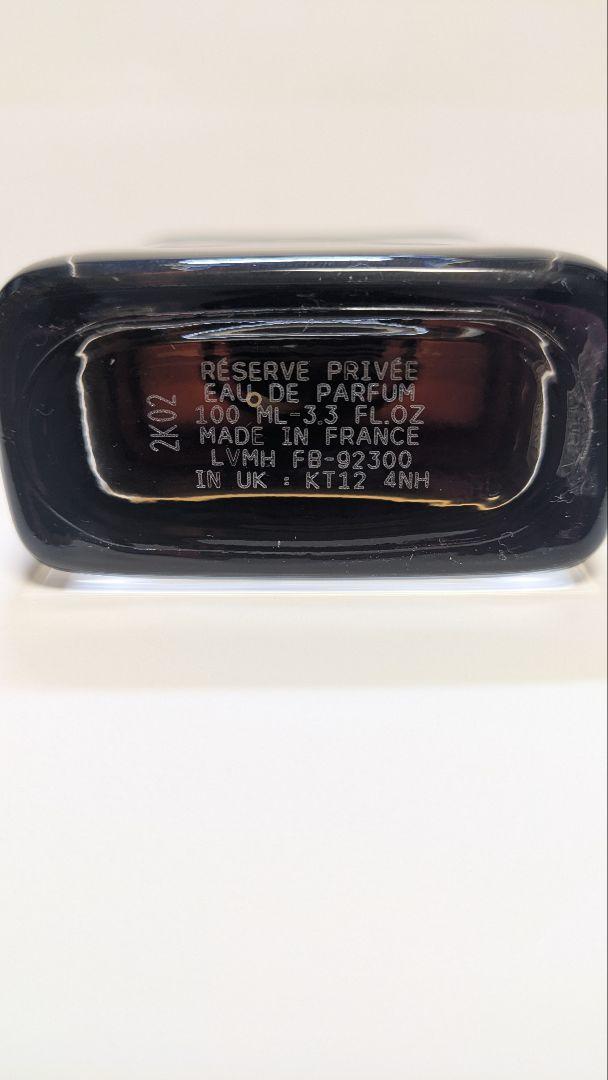 RÉSERVE PRIVÉE
EAU DE PARFUM
100 ML-3.3 FL.OZ
MADE IN FRANCE
LVMH FB-92300
IN UK : KT12 4NH
2K02